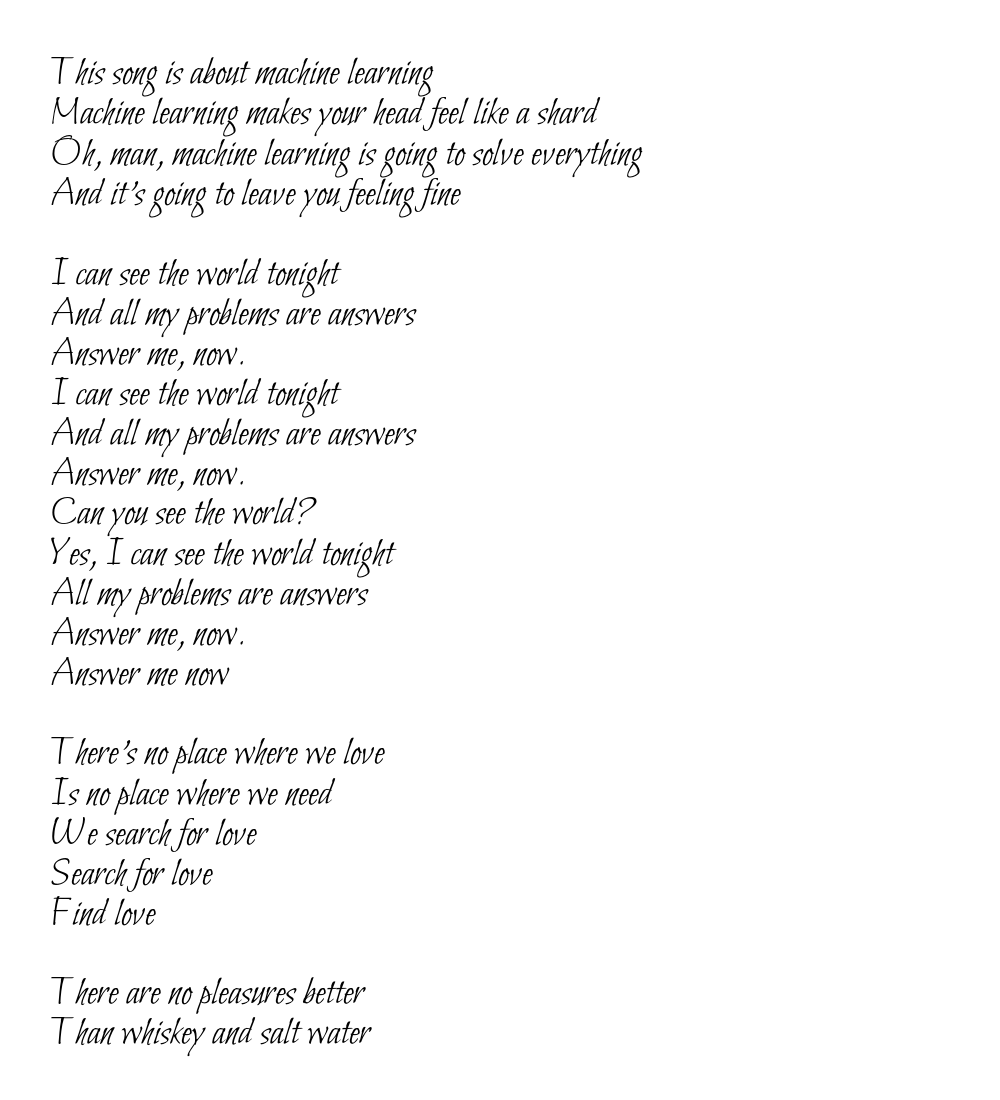 This song is about machine learning
Machine learning makes your head feel like a shard
Oh, man, machine learning is going to solve everything
And it's going to leave you feeling fine

I can see the world tonight
And all my problems are answers
Answer me, now.
I can see the world tonight
And all my problems are answers
Answer me, now.
Can you see the world?
Yes, I can see the world tonight
All my problems are answers
Answer me, now.
Answer me now

There's no place where we love
Is no place where we need
We search for love
Search for love
Find love

There are no pleasures better
Than whiskey and salt water